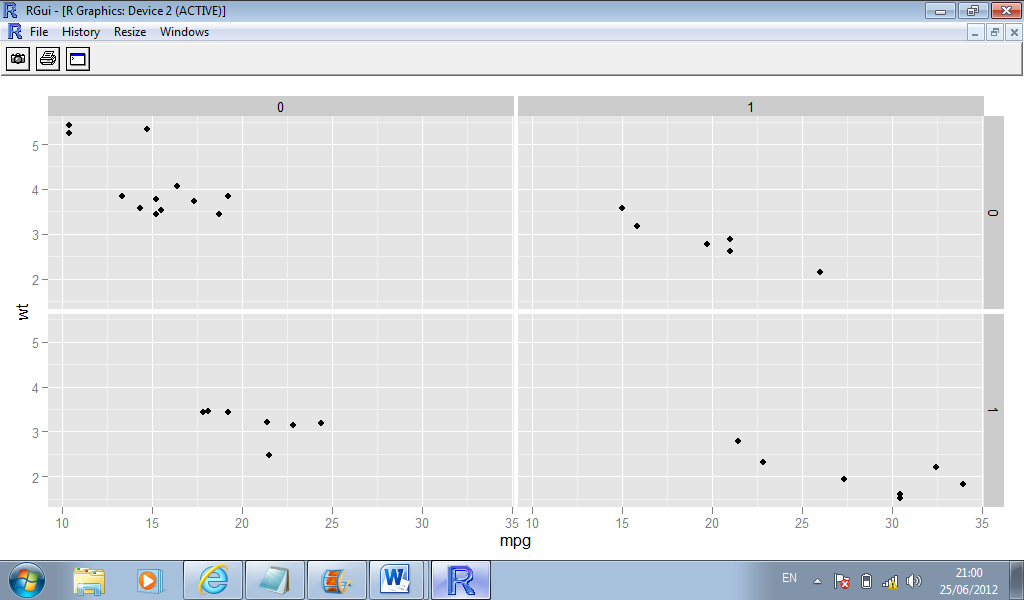 RGui - [R Graphics: Device 2 (ACTIVE)]
R File History Resize Windows
0 1
5
4
3
2
0
wt
5
4
3
2
1
10 15 20 25 30 35 10 15 20 25 30 35
mpg
EN
21:00
25/06/2012